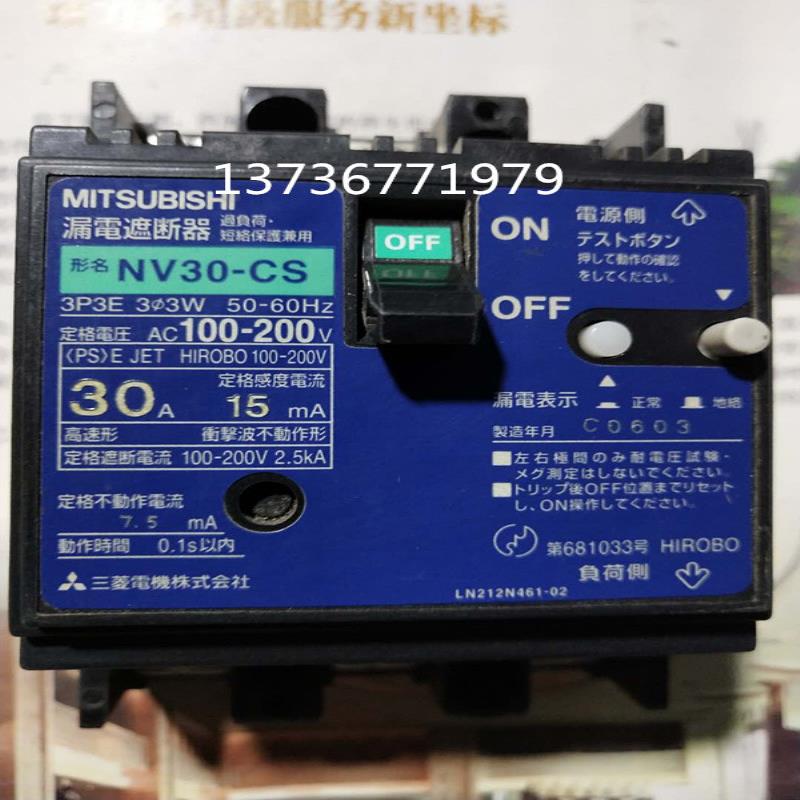 星級服务新坐标
13736771979
MITSUBISHI
漏電遮断器 過負荷・短絡保護兼用
形名 NV30-CS
3P3E 3φ3W 50-60Hz
定格電圧 AC100-200V
〈PS〉E JET HIROBO 100-200V
30A 定格感度電流 15 mA
高速形 衝撃波不動作形
定格遮断電流 100-200V 2.5kA
定格不動作電流
7.5 mA
動作時間 0.1s以内
三菱電機株式会社
OFF
ON
OFF
電源側
テストボタン
押して動作の確認
をしてください。
漏電表示 正常 地絡
製造年月 C0603
左右極間のみ耐電圧試験・
メグ測定はしないでください。
トリップ後OFF位置までリセット
し、ON操作してください。
第681033号 HIROBO
負荷側
LN212N461-02